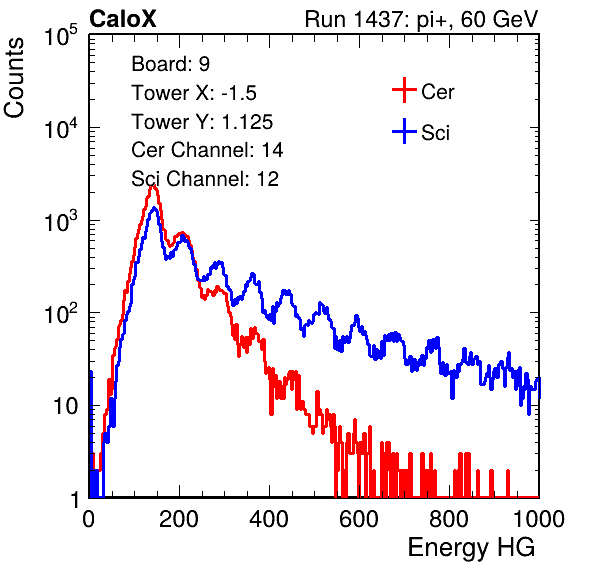 CaloX Run 1437: pi+, 60 GeV
Counts
Board: 9
Tower X: -1.5
Tower Y: 1.125
Cer Channel: 14
Sci Channel: 12
Cer
Sci
10^5
10^4
10^3
10^2
10
1
0 200 400 600 800 1000
Energy HG